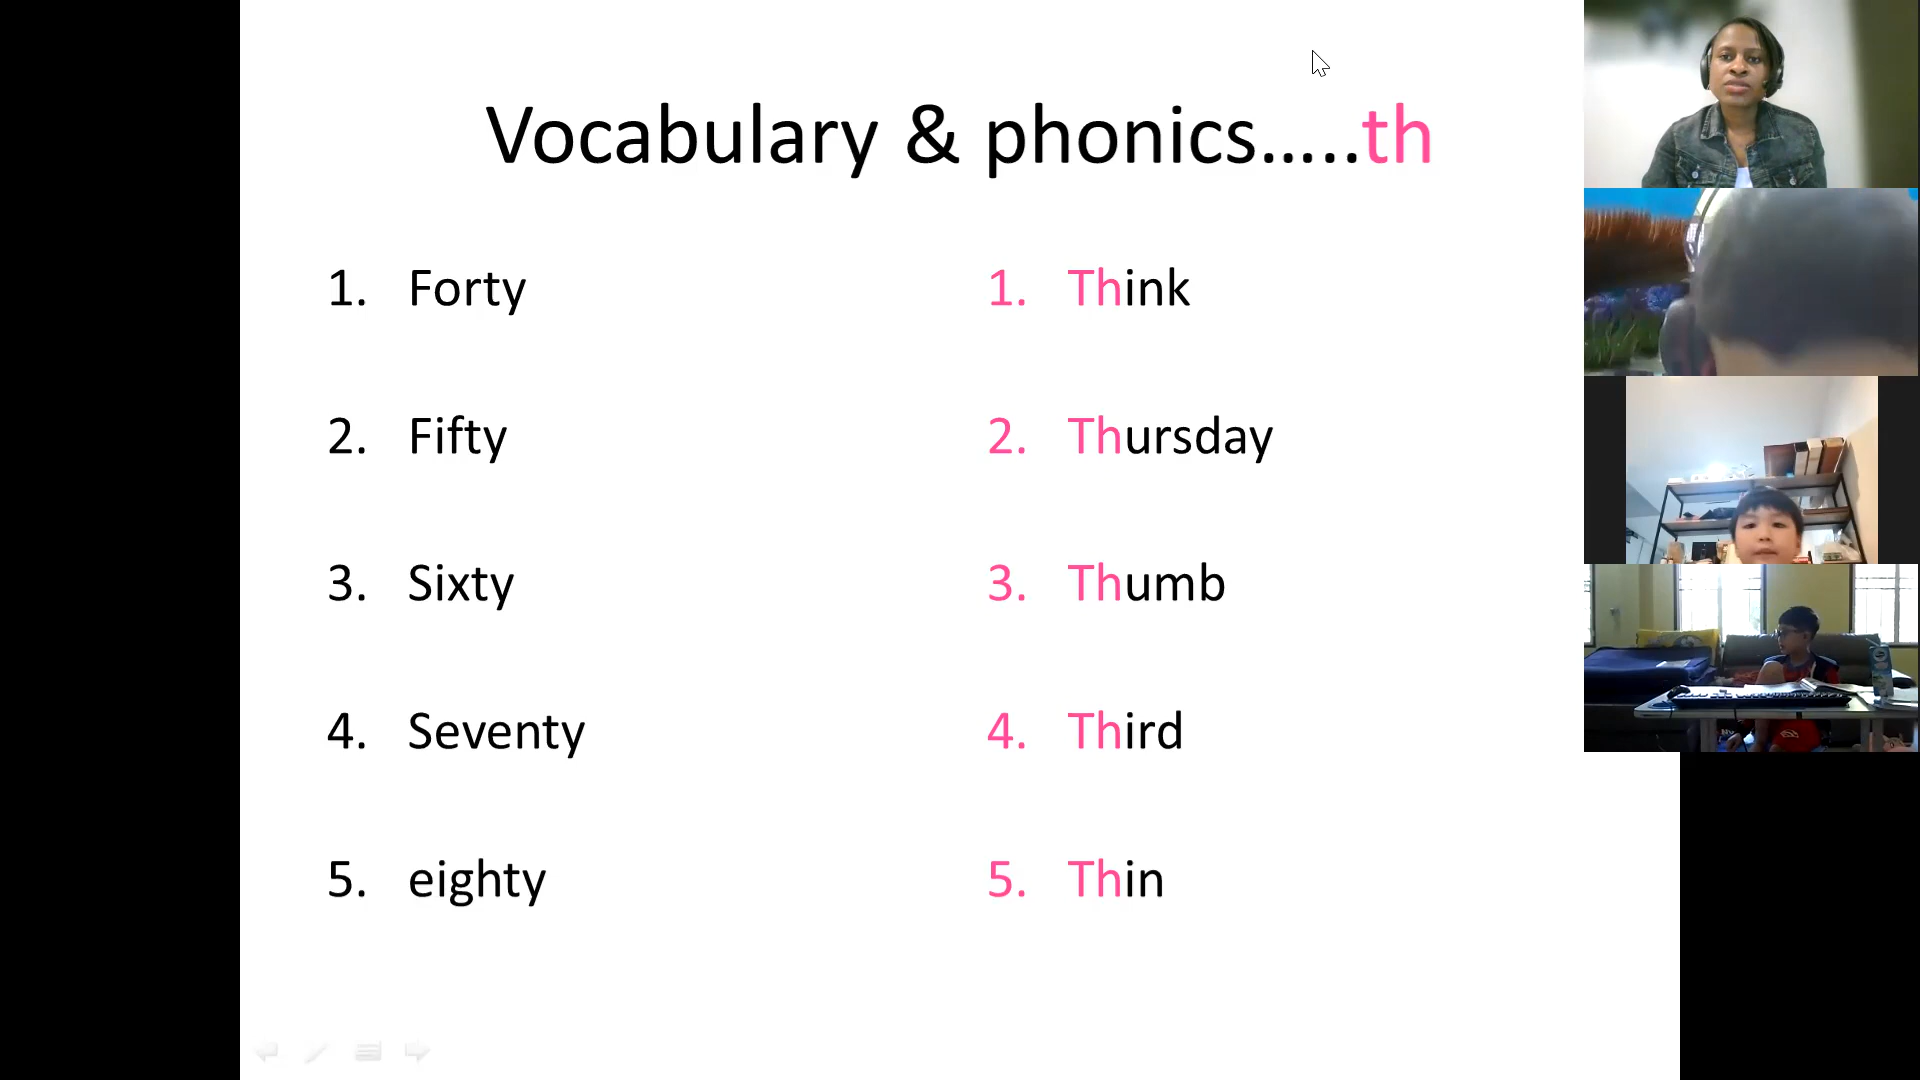 Vocabulary & phonics.....th
1. Forty
2. Fifty
3. Sixty
4. Seventy
5. eighty
1. Think
2. Thursday
3. Thumb
4. Third
5. Thin